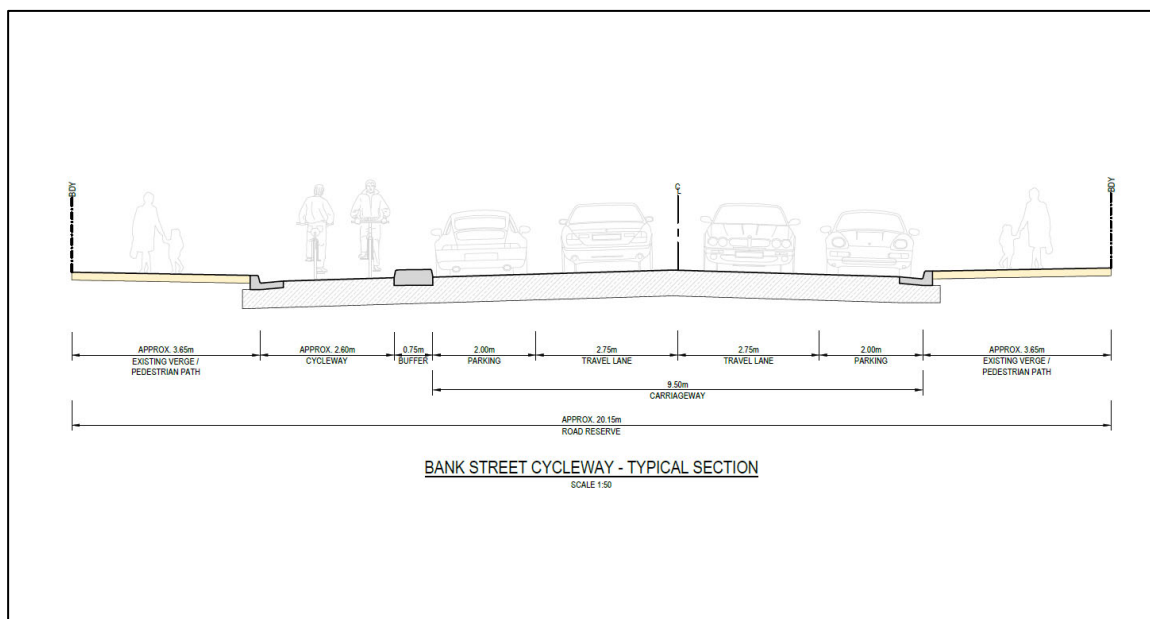 BDY
C
L
BDY
APPROX. 3.65m
EXISTING VERGE /
PEDESTRIAN PATH
APPROX. 2.60m
CYCLEWAY
0.75m
BUFFER
2.00m
PARKING
2.75m
TRAVEL LANE
2.75m
TRAVEL LANE
2.00m
PARKING
APPROX. 3.65m
EXISTING VERGE /
PEDESTRIAN PATH
9.50m
CARRIAGEWAY
APPROX. 20.15m
ROAD RESERVE
BANK STREET CYCLEWAY - TYPICAL SECTION
SCALE 1:50